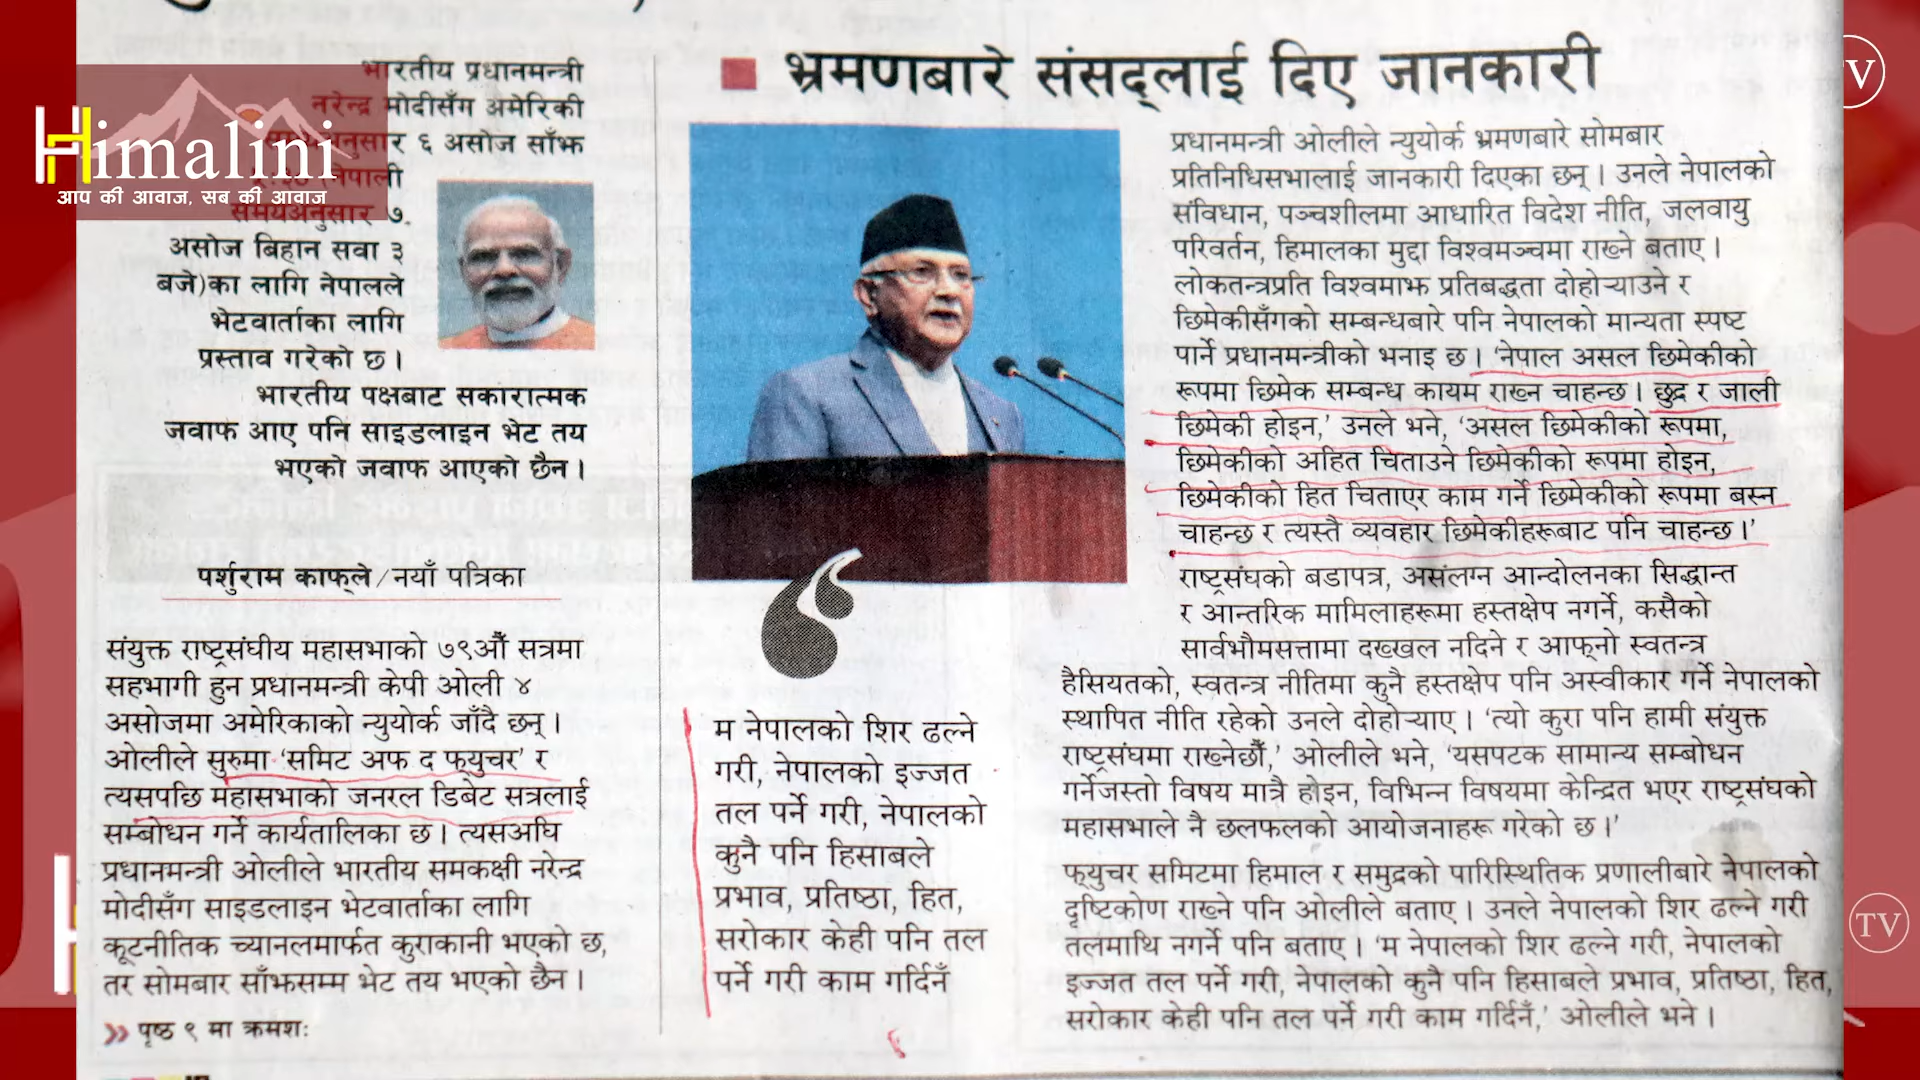 भ्रमणबारे संसद्लाई दिए जानकारी
Himalini
आप की आवाज, सब की आवाज
भारतीय प्रधानमन्त्री
नरेन्द्र मोदीसँग अमेरिकी
समयअनुसार ६ असोज साँझ
(नेपाली
समयअनुसार ७
असोज बिहान सवा ३
बजे)का लागि नेपालले
भेटवार्ताका लागि
प्रस्ताव गरेको छ ।
भारतीय पक्षबाट सकारात्मक
जवाफ आए पनि साइडलाइन भेट तय
भएको जवाफ आएको छैन ।
पर्शुराम काफ्ले/नयाँ पत्रिका
संयुक्त राष्ट्रसंघीय महासभाको ७९औँ सत्रमा
सहभागी हुन प्रधानमन्त्री केपी ओली ४
असोजमा अमेरिकाको न्युयोर्क जाँदै छन् ।
ओलीले सुरुमा ‘समिट अफ द फ्युचर’ र
त्यसपछि महासभाको जनरल डिबेट सत्रलाई
सम्बोधन गर्ने कार्यतालिका छ । त्यसअघि
प्रधानमन्त्री ओलीले भारतीय समकक्षी नरेन्द्र
मोदीसँग साइडलाइन भेटवार्ताका लागि
कूटनीतिक च्यानलमार्फत कुराकानी भएको छ,
तर सोमबार साँझसम्म भेट तय भएको छैन ।
>> पृष्ठ ९ मा क्रमशः
म नेपालको शिर ढल्ने
गरी, नेपालको इज्जत
तल पर्ने गरी, नेपालको
कुनै पनि हिसाबले
प्रभाव, प्रतिष्ठा, हित,
सरोकार केही पनि तल
पर्ने गरी काम गर्दिनँ
प्रधानमन्त्री ओलीले न्युयोर्क भ्रमणबारे सोमबार
प्रतिनिधिसभालाई जानकारी दिएका छन् । उनले नेपालको
संविधान, पञ्चशीलमा आधारित विदेश नीति, जलवायु
परिवर्तन, हिमालका मुद्दा विश्वमञ्चमा राख्ने बताए ।
लोकतन्त्रप्रति विश्वमाझ प्रतिबद्धता दोहोऱ्याउने र
छिमेकीसँगको सम्बन्धबारे पनि नेपालको मान्यता स्पष्ट
पार्ने प्रधानमन्त्रीको भनाइ छ । नेपाल असल छिमेकीको
रूपमा छिमेक सम्बन्ध कायम राख्न चाहन्छ । छुद्र र जाली
छिमेकी होइन,’ उनले भने, ‘असल छिमेकीको रूपमा,
छिमेकीको अहित चिताउने छिमेकीको रूपमा होइन,
छिमेकीको हित चिताएर काम गर्ने छिमेकीको रूपमा बस्न
चाहन्छ र त्यस्तै व्यवहार छिमेकीहरूबाट पनि चाहन्छ ।’
राष्ट्रसंघको बडापत्र, असंलग्न आन्दोलनका सिद्धान्त
र आन्तरिक मामिलाहरूमा हस्तक्षेप नगर्ने, कसैको
सार्वभौमसत्तामा दख्खल नदिने र आफ्नो स्वतन्त्र
हैसियतको, स्वतन्त्र नीतिमा कुनै हस्तक्षेप पनि अस्वीकार गर्ने नेपालको
स्थापित नीति रहेको उनले दोहोऱ्याए । ‘त्यो कुरा पनि हामी संयुक्त
राष्ट्रसंघमा राख्नेछौँ,’ ओलीले भने, ‘यसपटक सामान्य सम्बोधन
गर्नेजस्तो विषय मात्रै होइन, विभिन्न विषयमा केन्द्रित भएर राष्ट्रसंघको
महासभाले नै छलफलको आयोजनाहरू गरेको छ ।’
फ्युचर समिटमा हिमाल र समुद्रको पारिस्थितिक प्रणालीबारे नेपालको
दृष्टिकोण राख्ने पनि ओलीले बताए । उनले नेपालको शिर ढल्ने गरी
तलमाथि नगर्ने पनि बताए । ‘म नेपालको शिर ढल्ने गरी, नेपालको
इज्जत तल पर्ने गरी, नेपालको कुनै पनि हिसाबले प्रभाव, प्रतिष्ठा, हित,
सरोकार केही पनि तल पर्ने गरी काम गर्दिनँ,’ ओलीले भने ।
TV
TV